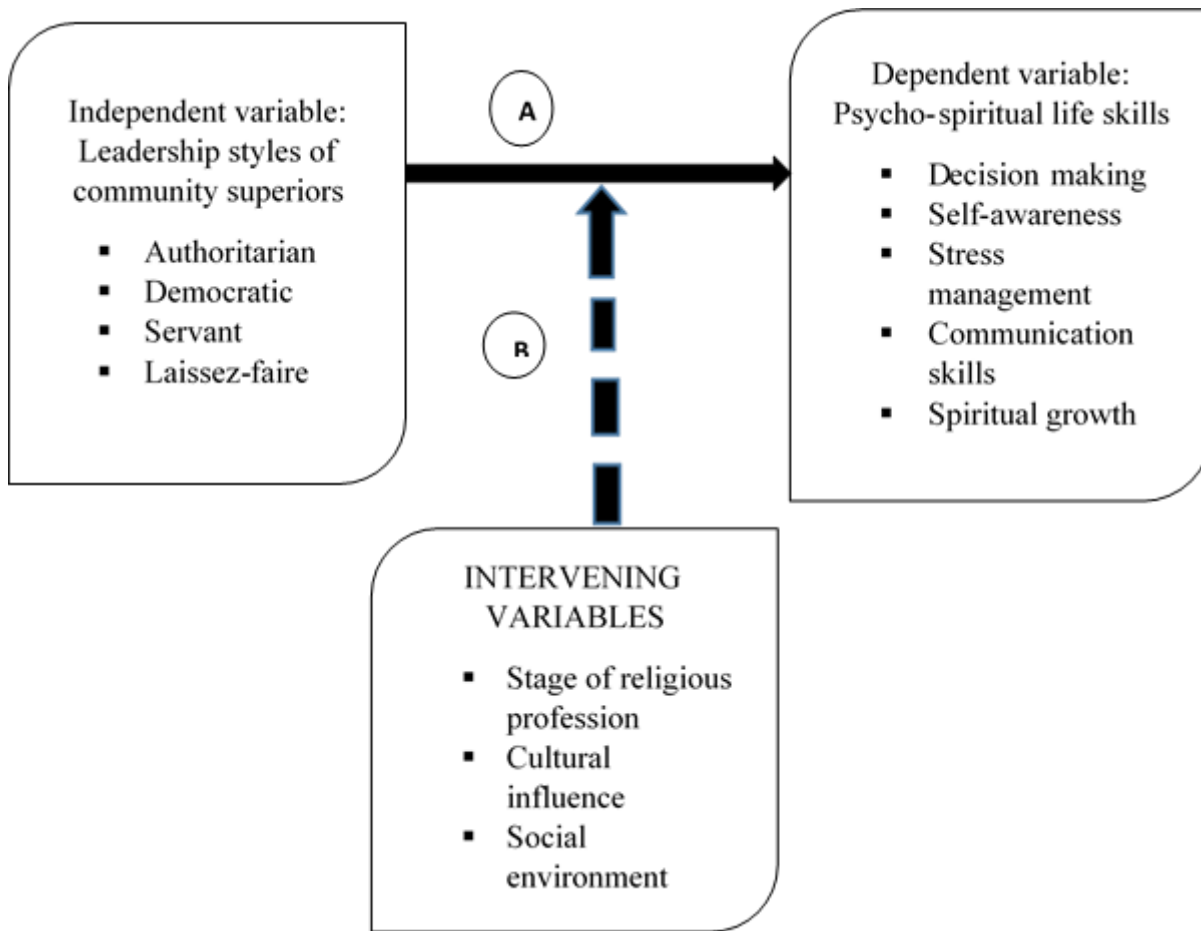 Independent variable:
Leadership styles of
community superiors
▪ Authoritarian
▪ Democratic
▪ Servant
▪ Laissez-faire
A
B
Dependent variable:
Psycho-spiritual life skills
▪ Decision making
▪ Self-awareness
▪ Stress
management
▪ Communication
skills
▪ Spiritual growth
INTERVENING
VARIABLES
▪ Stage of religious
profession
▪ Cultural
influence
▪ Social
environment